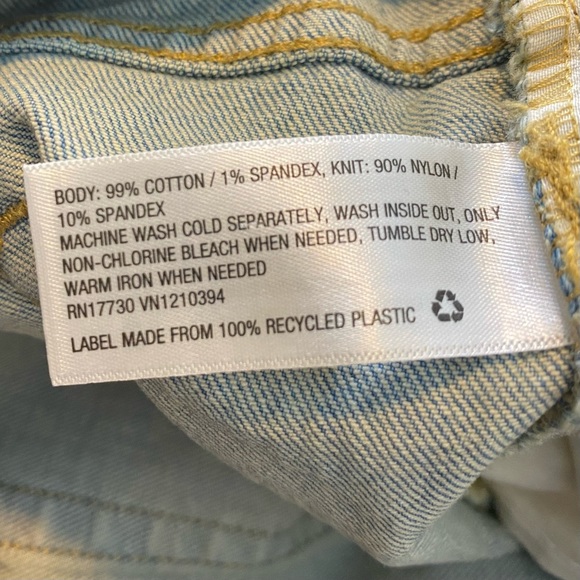 BODY: 99% COTTON / 1% SPANDEX, KNIT: 90% NYLON /
10% SPANDEX
MACHINE WASH COLD SEPARATELY, WASH INSIDE OUT, ONLY
NON-CHLORINE BLEACH WHEN NEEDED, TUMBLE DRY LOW,
WARM IRON WHEN NEEDED
RN17730 VN1210394
LABEL MADE FROM 100% RECYCLED PLASTIC